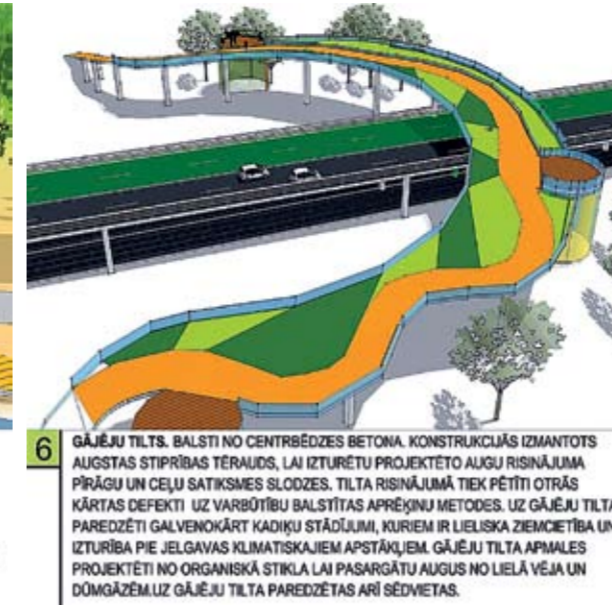 6
GĀJĒJU TILTS. BALSTI NO CENTRBĒDZES BETONA. KONSTRUKCIJĀS IZMANTOTS
AUGSTAS STIPRĪBAS TĒRAUDS, LAI IZTURĒTU PROJEKTĒTO AUGU RISINĀJUMA
PĪRĀGU UN CEĻU SATIKSMES SLODZES. TILTA RISINĀJUMĀ TIEK PĒTĪTI OTRĀS
KĀRTAS DEFEKTI UZ VARBŪTĪBU BALSTĪTAS APRĒĶINU METODES. UZ GĀJĒJU TILTA
PAREDZĒTI GALVENOKĀRT KADIĶU STĀDĪJUMI, KURIEM IR LIELISKA ZIEMCIETĪBA UN
IZTURĪBA PIE JELGAVAS KLIMATISKAJIEM APSTĀKĻIEM. GĀJĒJU TILTA APMALES
PROJEKTĒTI NO ORGANISKĀ STIKLA LAI PASARGĀTU AUGUS NO LIELĀ VĒJA UN
DŪMGĀZĒM.UZ GĀJĒJU TILTA PAREDZĒTAS ARĪ SĒDVIETAS.